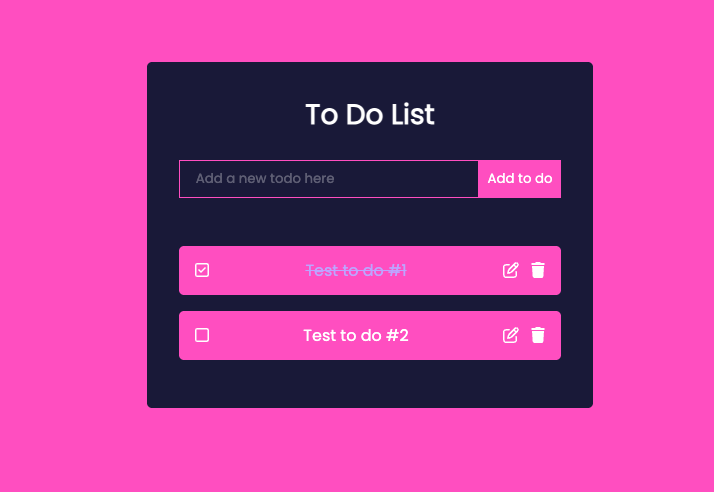 To Do List
Add a new todo here
Add to do
Test to do #1
Test to do #2